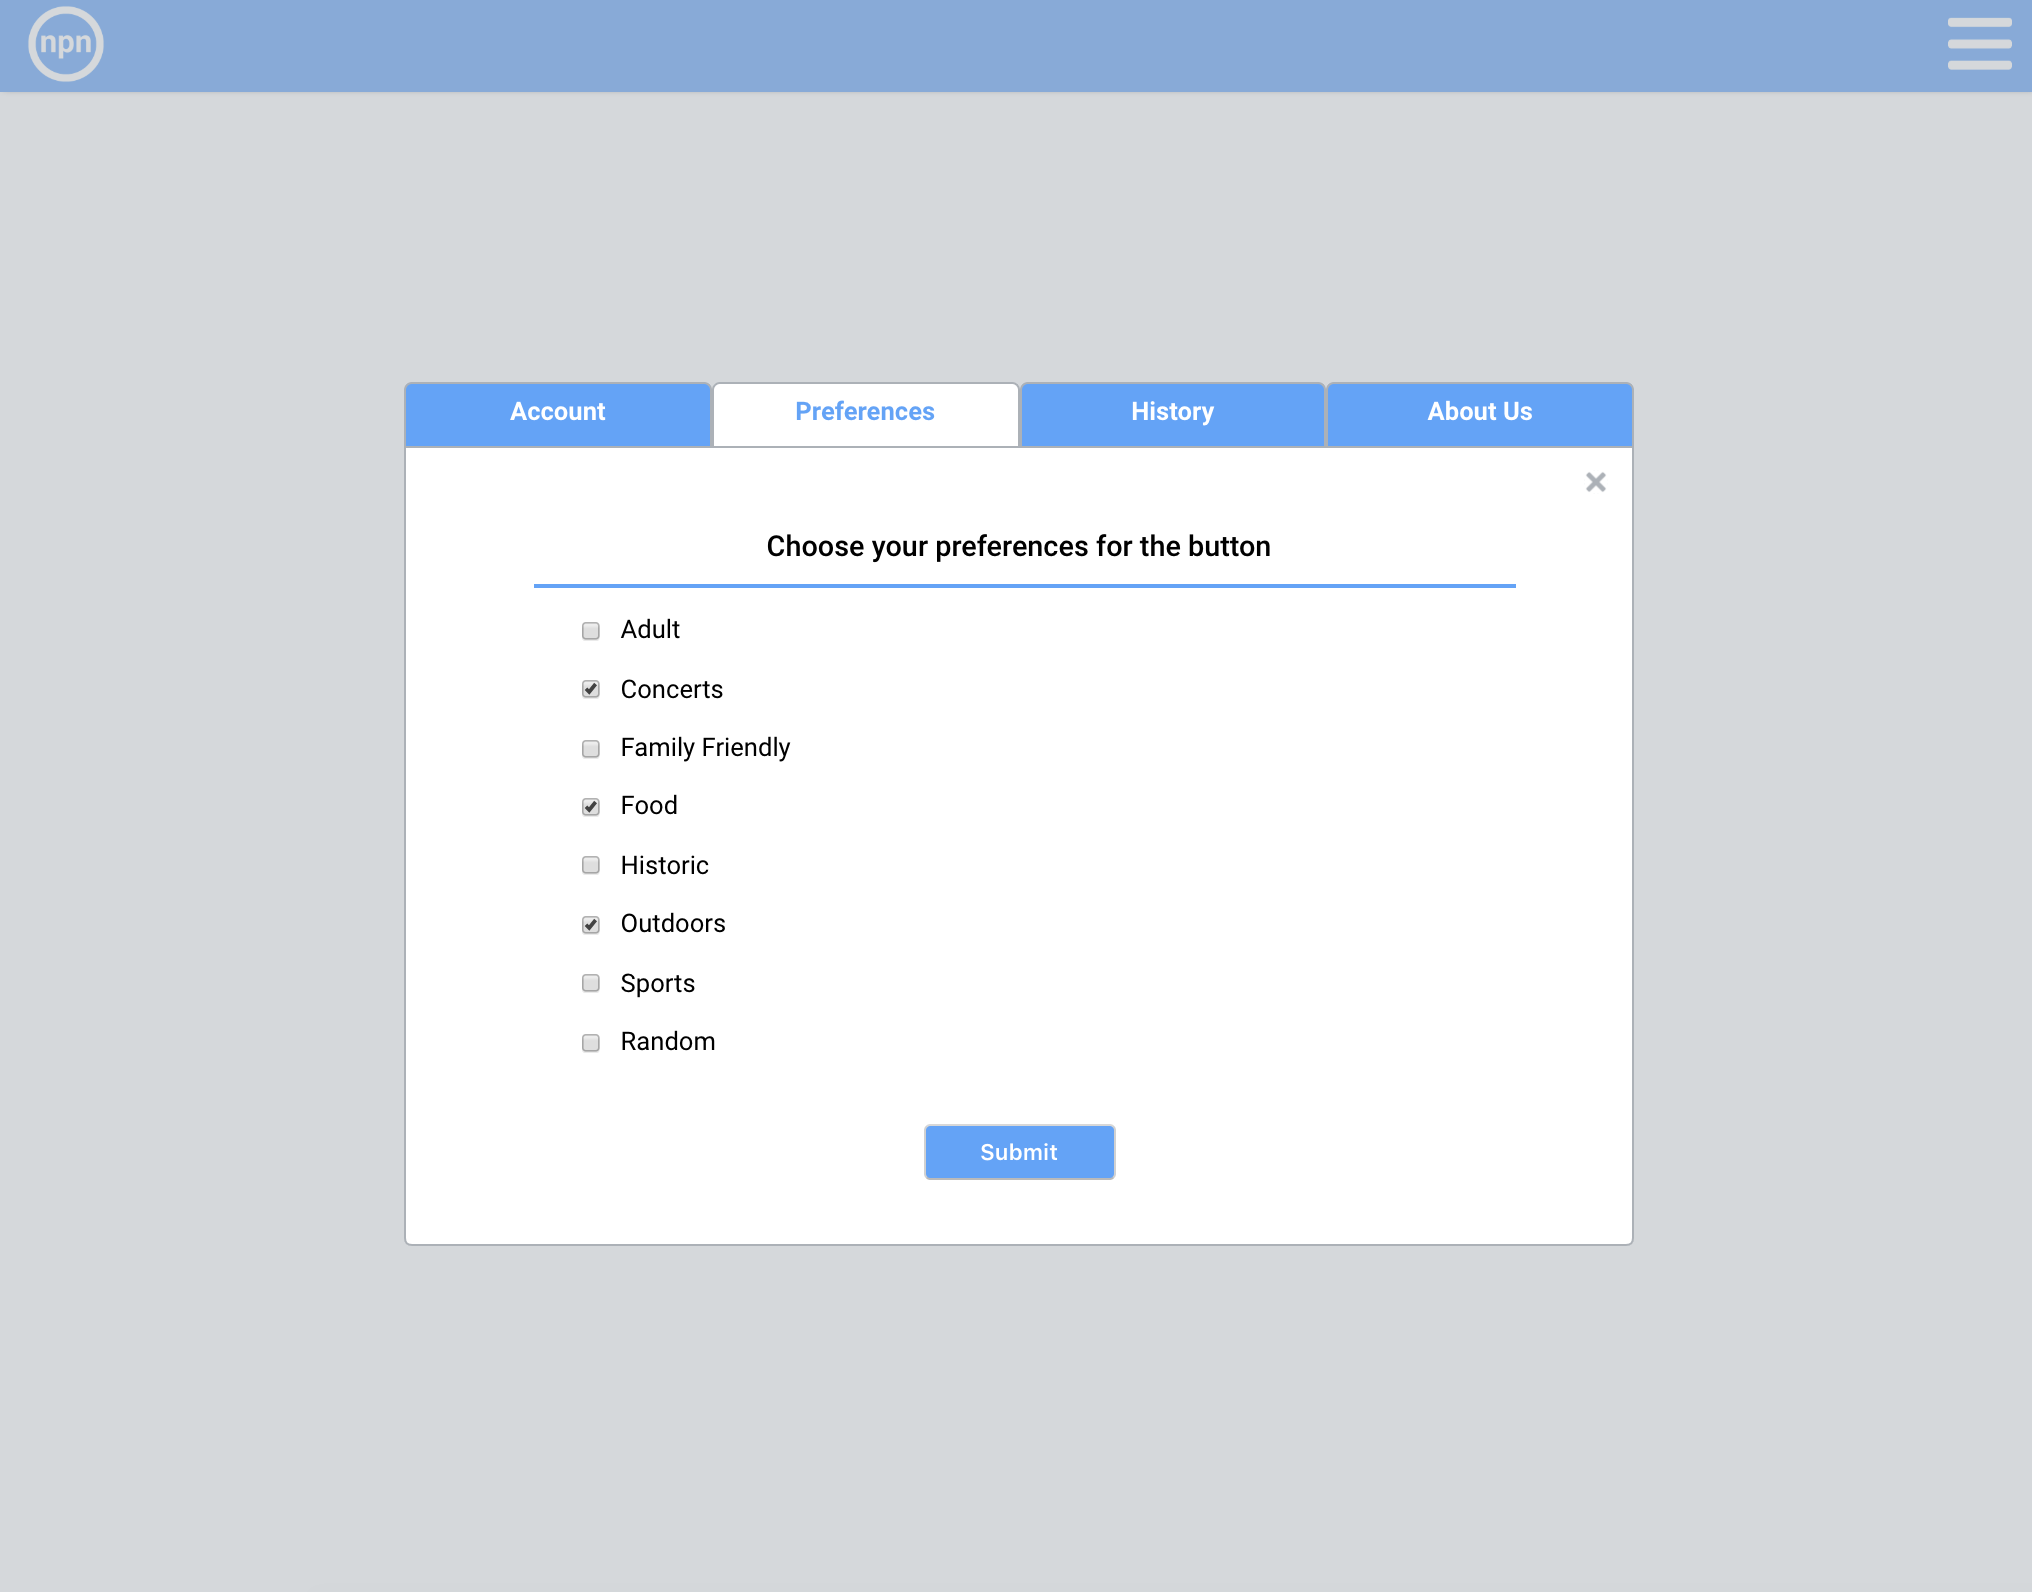 npn
Account Preferences History About Us
Choose your preferences for the button
Adult
Concerts
Family Friendly
Food
Historic
Outdoors
Sports
Random
Submit